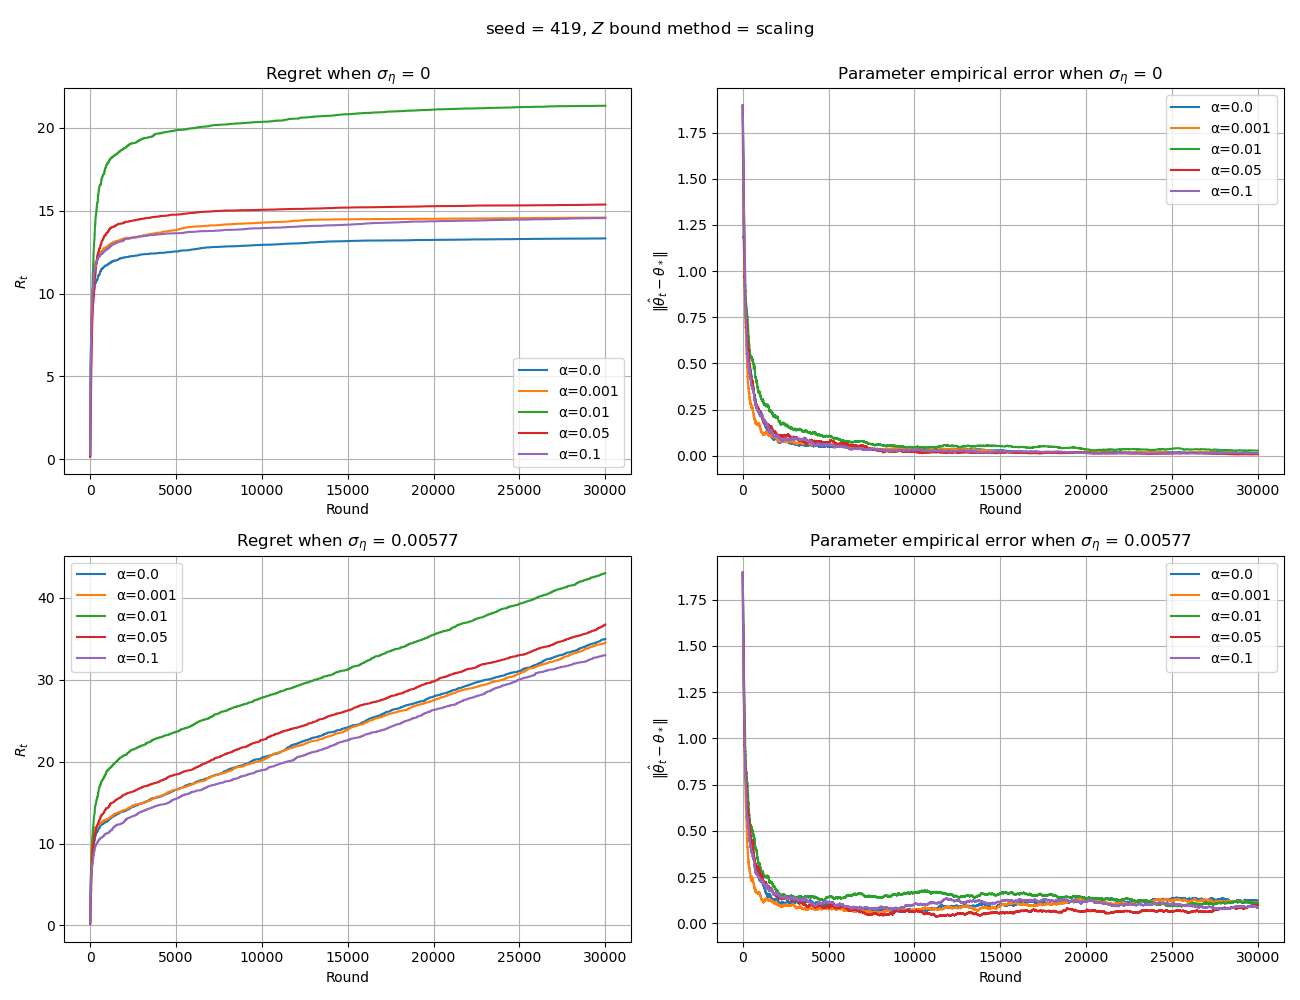 seed = 419, Z bound method = scaling
Regret when σ_η = 0
R_t
20
15
10
5
0
0 5000 10000 15000 20000 25000 30000
Round
α=0.0
α=0.001
α=0.01
α=0.05
α=0.1
Parameter empirical error when σ_η = 0
‖θ̂_t − θ_*‖
1.75
1.50
1.25
1.00
0.75
0.50
0.25
0.00
0 5000 10000 15000 20000 25000 30000
Round
α=0.0
α=0.001
α=0.01
α=0.05
α=0.1
Regret when σ_η = 0.00577
R_t
40
30
20
10
0
0 5000 10000 15000 20000 25000 30000
Round
α=0.0
α=0.001
α=0.01
α=0.05
α=0.1
Parameter empirical error when σ_η = 0.00577
‖θ̂_t − θ_*‖
1.75
1.50
1.25
1.00
0.75
0.50
0.25
0.00
0 5000 10000 15000 20000 25000 30000
Round
α=0.0
α=0.001
α=0.01
α=0.05
α=0.1